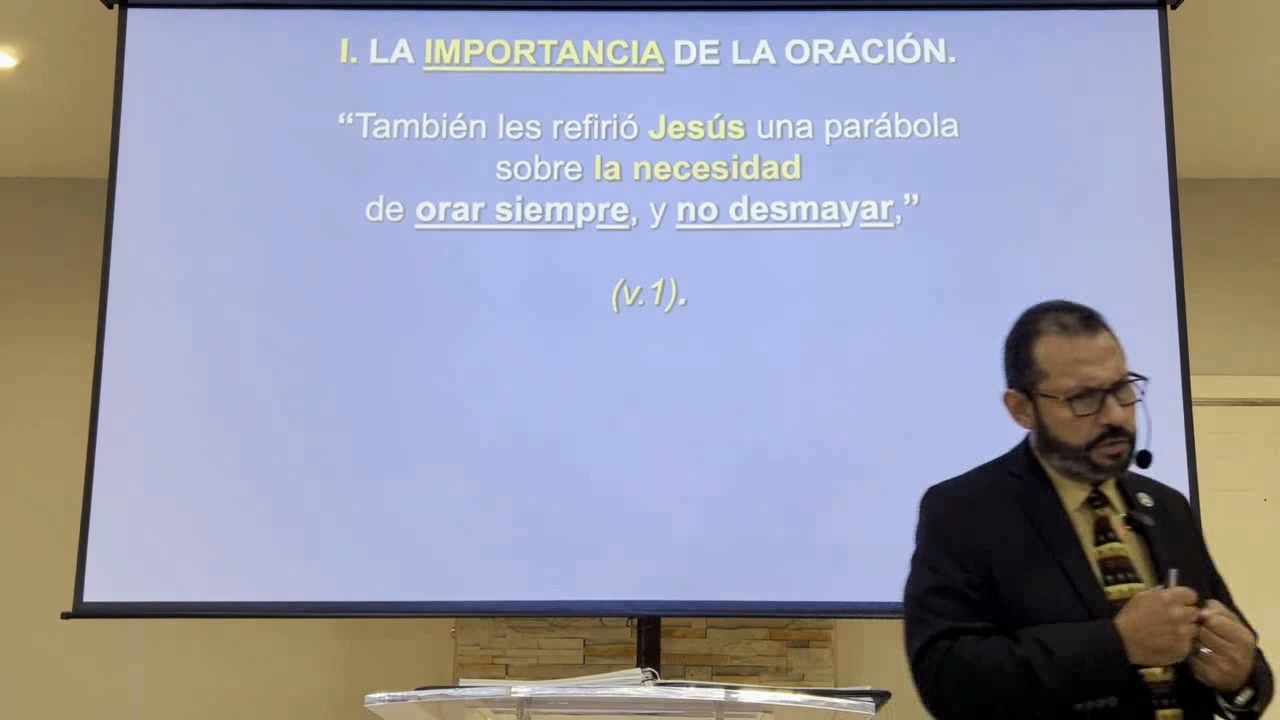 I. LA IMPORTANCIA DE LA ORACIÓN.
“También les refirió Jesús una parábola
sobre la necesidad
de orar siempre, y no desmayar,”
(v.1).